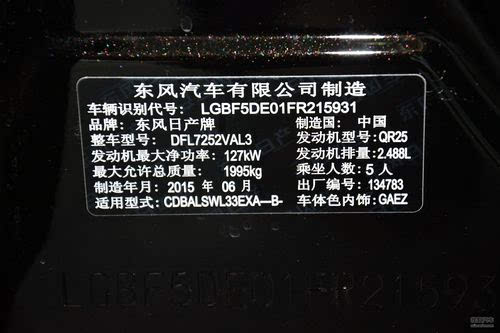 东风汽车有限公司制造
车辆识别代号: LGBF5DE01FR215931
品牌: 东风日产牌 制造国: 中国
整车型号: DFL7252VAL3 发动机型号: QR25
发动机最大净功率: 127kW 发动机排量: 2.488L
最大允许总质量: 1995kg 乘坐人数: 5 人
制造年月: 2015 年 06 月 出厂编号: 134783
适用型式: CDBALSWL33EXA—B- 车体色内饰: GAEZ
LGBF5DE01FR21593